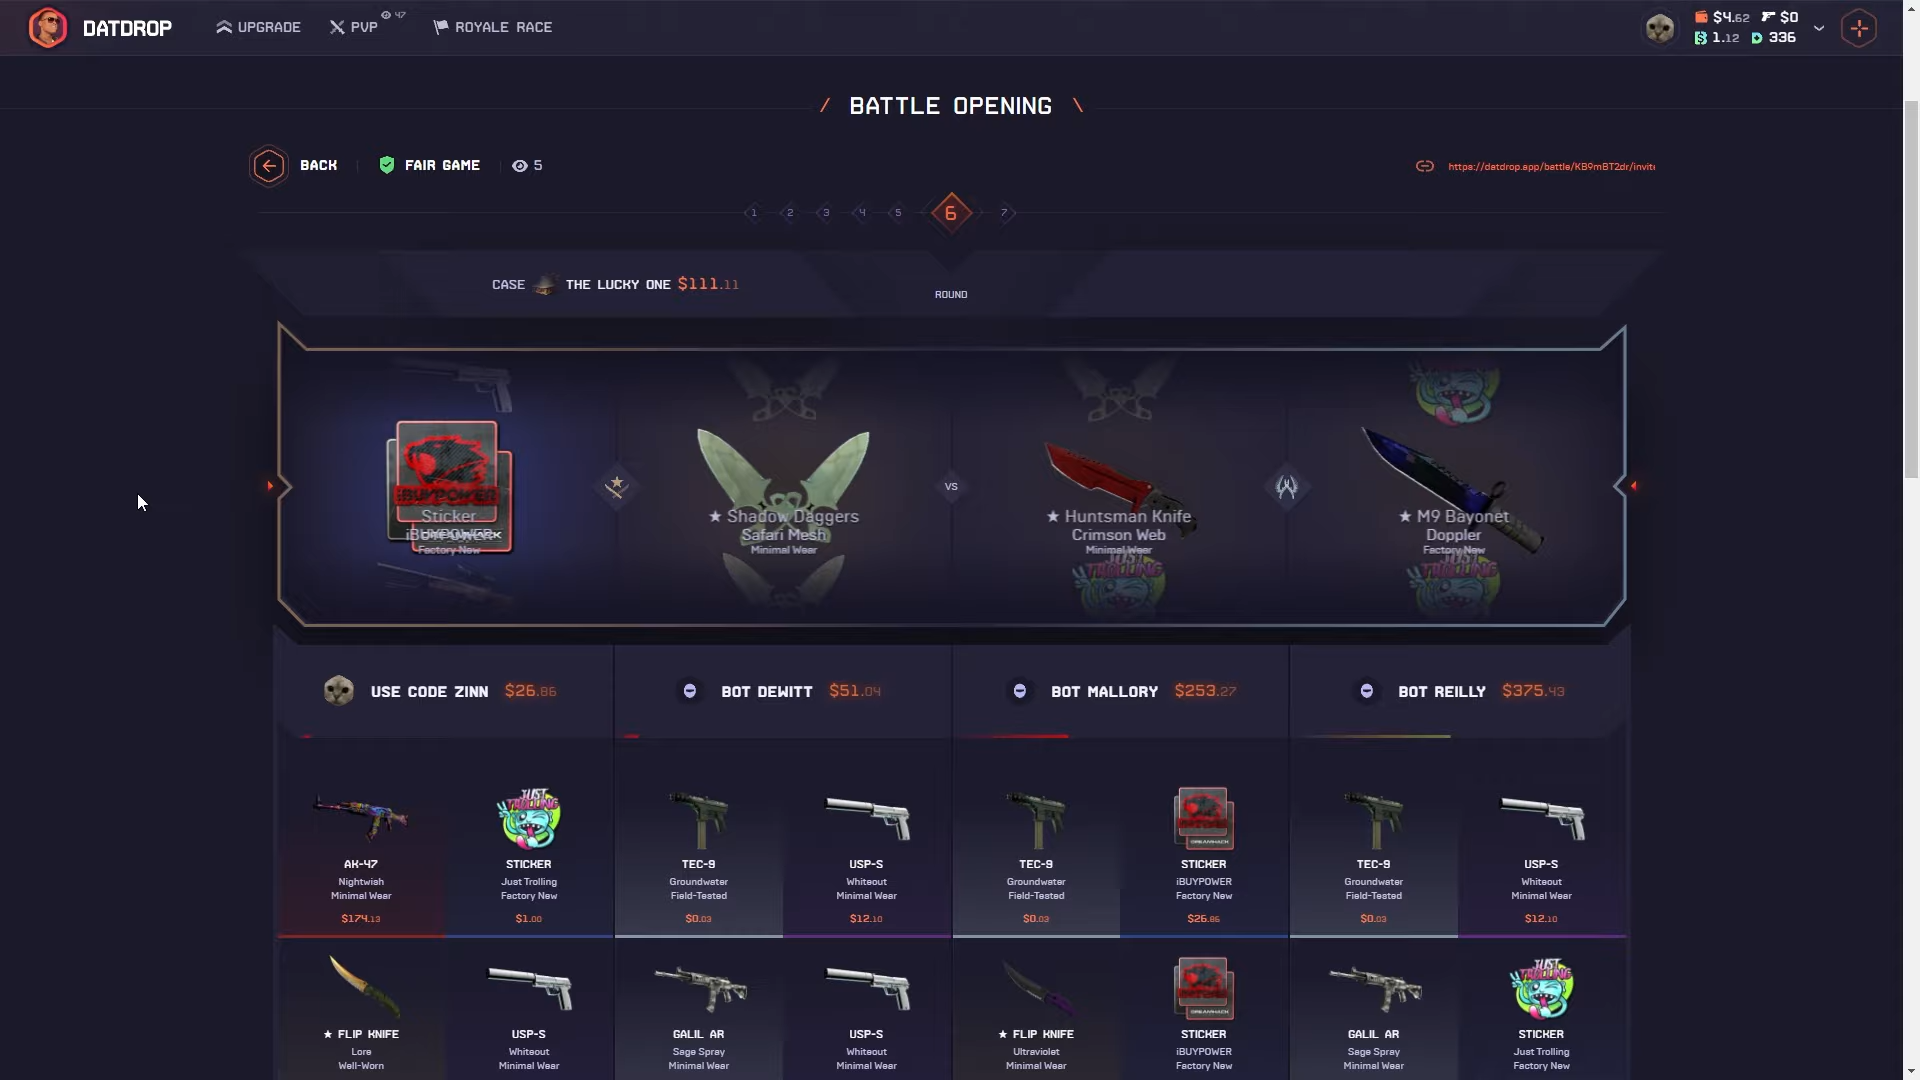 DATDROP
UPGRADE
PVP
47
ROYALE RACE
$4.62
$0
1.12
336
/ BATTLE OPENING \
BACK
FAIR GAME
5
https://datdrop.app/battle/KB9mBT2dr/invite
1 2 3 4 5 6 7
CASE THE LUCKY ONE $111.11
ROUND
Sticker
iBUYPOWER
Factory New
★ Shadow Daggers
Safari Mesh
Minimal Wear
VS
★ Huntsman Knife
Crimson Web
Minimal Wear
★ M9 Bayonet
Doppler
Factory New
USE CODE ZINN $26.86
BOT DEWITT $51.04
BOT MALLORY $253.27
BOT REILLY $375.43
AK-47
Nightwish
Minimal Wear
$174.13
STICKER
Just Trolling
Factory New
$1.00
TEC-9
Groundwater
Field-Tested
$0.03
USP-S
Whiteout
Minimal Wear
$12.10
TEC-9
Groundwater
Field-Tested
$0.03
STICKER
iBUYPOWER
Factory New
$26.86
TEC-9
Groundwater
Field-Tested
$0.03
USP-S
Whiteout
Minimal Wear
$12.10
★ FLIP KNIFE
Lore
Well-Worn
USP-S
Whiteout
Minimal Wear
GALIL AR
Sage Spray
Minimal Wear
USP-S
Whiteout
Minimal Wear
★ FLIP KNIFE
Ultraviolet
Minimal Wear
STICKER
iBUYPOWER
Factory New
GALIL AR
Sage Spray
Minimal Wear
STICKER
Just Trolling
Factory New